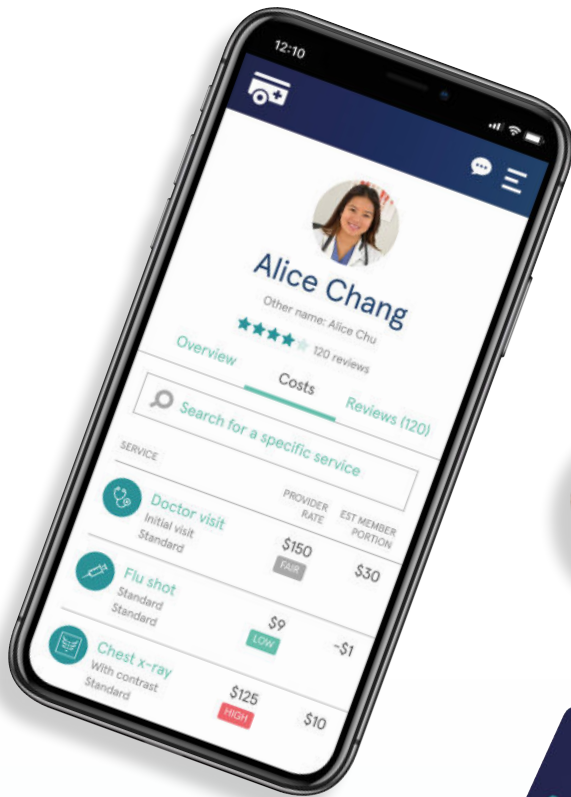 12:10
Alice Chang
Other name: Alice Chu
120 reviews
Overview Costs Reviews (120)
Search for a specific service
SERVICE PROVIDER RATE EST MEMBER PORTION
Doctor visit $150 $30
Initial visit FAIR
Standard
Flu shot $9 -$1
Standard LOW
Standard
Chest x-ray $125 $10
With contrast HIGH
Standard